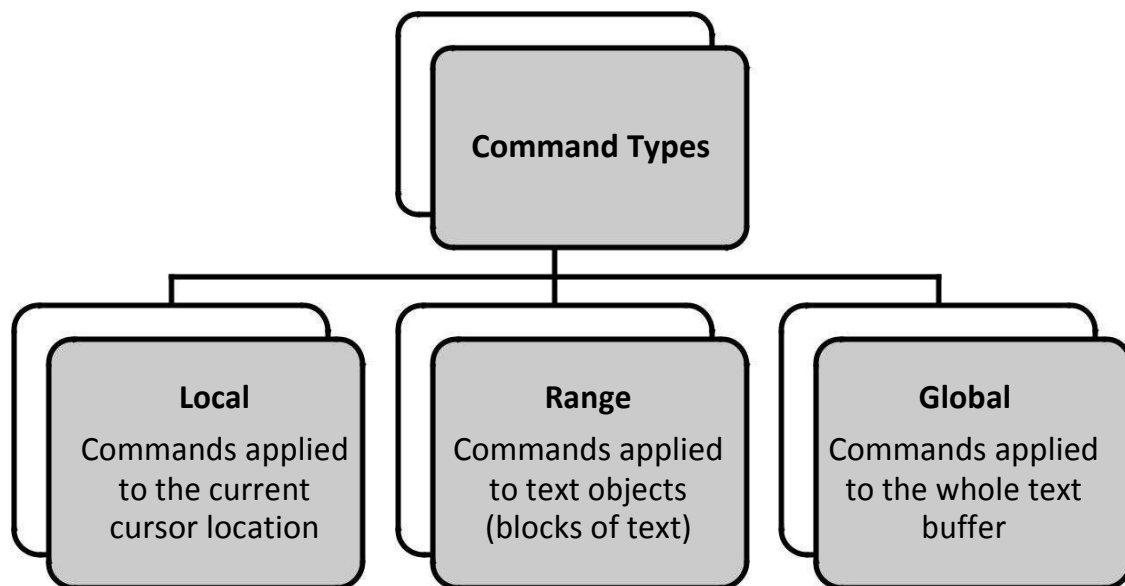 Command Types
Local
Commands applied
to the current
cursor location
Range
Commands applied
to text objects
(blocks of text)
Global
Commands applied
to the whole text
buffer